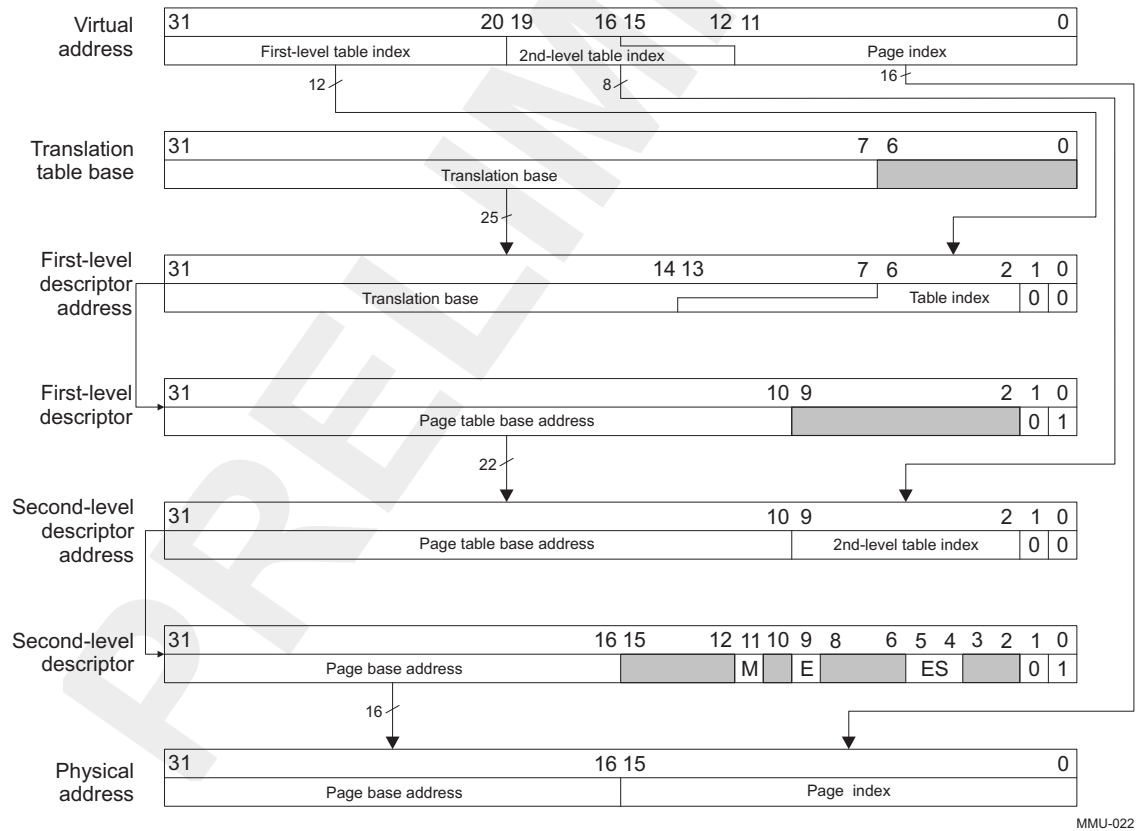 Virtual address
31 20 19 16 15 12 11 0
First-level table index 2nd-level table index Page index
12 8 16
Translation table base
31 7 6 0
Translation base
25
First-level descriptor address
31 14 13 7 6 2 1 0
Translation base Table index 0 0
First-level descriptor
31 10 9 2 1 0
Page table base address 0 1
22
Second-level descriptor address
31 10 9 2 1 0
Page table base address 2nd-level table index 0 0
Second-level descriptor
31 16 15 12 11 10 9 8 6 5 4 3 2 1 0
Page base address M E ES 0 1
16
Physical address
31 16 15 0
Page base address Page index
MMU-022